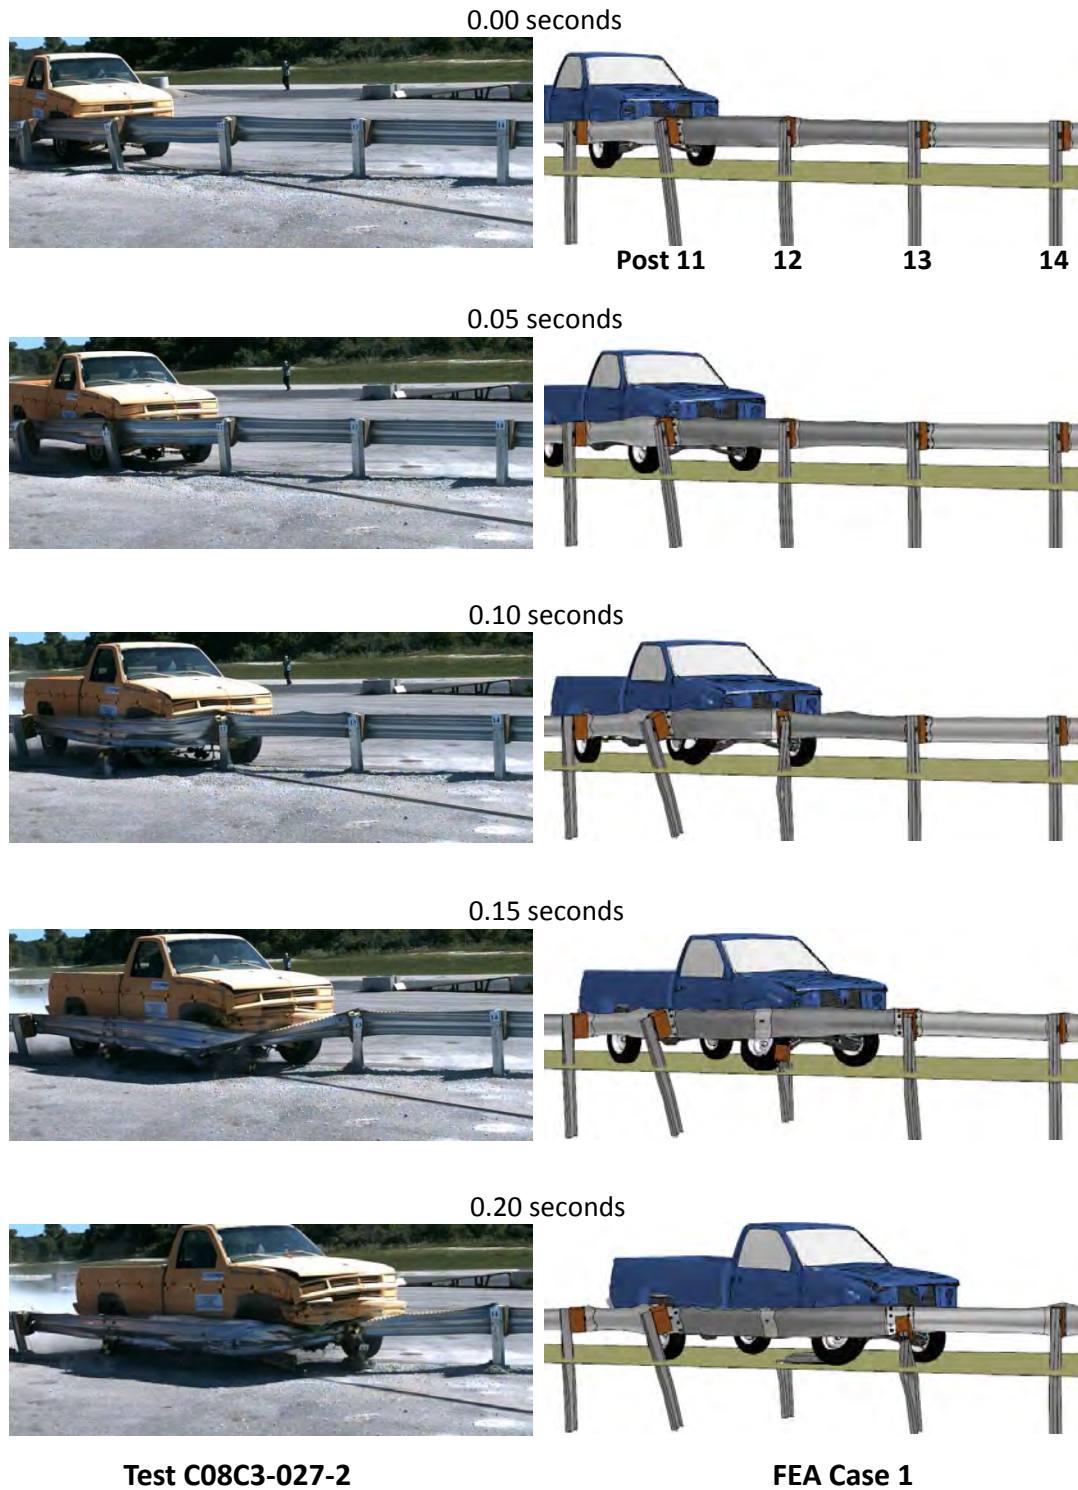 0.00 seconds
Post 11 12 13 14
0.05 seconds
0.10 seconds
0.15 seconds
0.20 seconds
Test C08C3-027-2 FEA Case 1